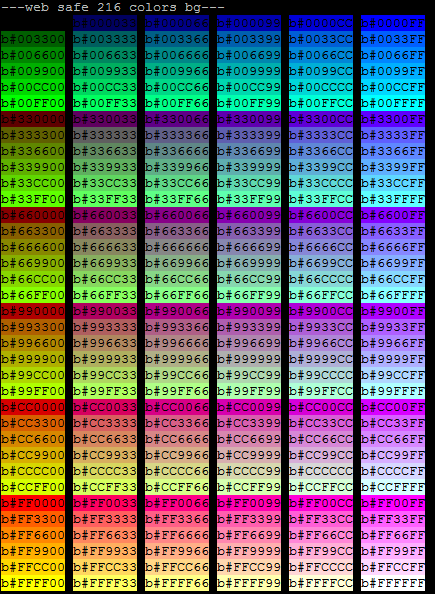 ---web safe 216 colors bg---
b#000033 b#000066 b#000099 b#0000CC b#0000FF
b#003300 b#003333 b#003366 b#003399 b#0033CC b#0033FF
b#006600 b#006633 b#006666 b#006699 b#0066CC b#0066FF
b#009900 b#009933 b#009966 b#009999 b#0099CC b#0099FF
b#00CC00 b#00CC33 b#00CC66 b#00CC99 b#00CCCC b#00CCFF
b#00FF00 b#00FF33 b#00FF66 b#00FF99 b#00FFCC b#00FFFF
b#330000 b#330033 b#330066 b#330099 b#3300CC b#3300FF
b#333300 b#333333 b#333366 b#333399 b#3333CC b#3333FF
b#336600 b#336633 b#336666 b#336699 b#3366CC b#3366FF
b#339900 b#339933 b#339966 b#339999 b#3399CC b#3399FF
b#33CC00 b#33CC33 b#33CC66 b#33CC99 b#33CCCC b#33CCFF
b#33FF00 b#33FF33 b#33FF66 b#33FF99 b#33FFCC b#33FFFF
b#660000 b#660033 b#660066 b#660099 b#6600CC b#6600FF
b#663300 b#663333 b#663366 b#663399 b#6633CC b#6633FF
b#666600 b#666633 b#666666 b#666699 b#6666CC b#6666FF
b#669900 b#669933 b#669966 b#669999 b#6699CC b#6699FF
b#66CC00 b#66CC33 b#66CC66 b#66CC99 b#66CCCC b#66CCFF
b#66FF00 b#66FF33 b#66FF66 b#66FF99 b#66FFCC b#66FFFF
b#990000 b#990033 b#990066 b#990099 b#9900CC b#9900FF
b#993300 b#993333 b#993366 b#993399 b#9933CC b#9933FF
b#996600 b#996633 b#996666 b#996699 b#9966CC b#9966FF
b#999900 b#999933 b#999966 b#999999 b#9999CC b#9999FF
b#99CC00 b#99CC33 b#99CC66 b#99CC99 b#99CCCC b#99CCFF
b#99FF00 b#99FF33 b#99FF66 b#99FF99 b#99FFCC b#99FFFF
b#CC0000 b#CC0033 b#CC0066 b#CC0099 b#CC00CC b#CC00FF
b#CC3300 b#CC3333 b#CC3366 b#CC3399 b#CC33CC b#CC33FF
b#CC6600 b#CC6633 b#CC6666 b#CC6699 b#CC66CC b#CC66FF
b#CC9900 b#CC9933 b#CC9966 b#CC9999 b#CC99CC b#CC99FF
b#CCCC00 b#CCCC33 b#CCCC66 b#CCCC99 b#CCCCCC b#CCCCFF
b#CCFF00 b#CCFF33 b#CCFF66 b#CCFF99 b#CCFFCC b#CCFFFF
b#FF0000 b#FF0033 b#FF0066 b#FF0099 b#FF00CC b#FF00FF
b#FF3300 b#FF3333 b#FF3366 b#FF3399 b#FF33CC b#FF33FF
b#FF6600 b#FF6633 b#FF6666 b#FF6699 b#FF66CC b#FF66FF
b#FF9900 b#FF9933 b#FF9966 b#FF9999 b#FF99CC b#FF99FF
b#FFCC00 b#FFCC33 b#FFCC66 b#FFCC99 b#FFCCCC b#FFCCFF
b#FFFF00 b#FFFF33 b#FFFF66 b#FFFF99 b#FFFFCC b#FFFFFF